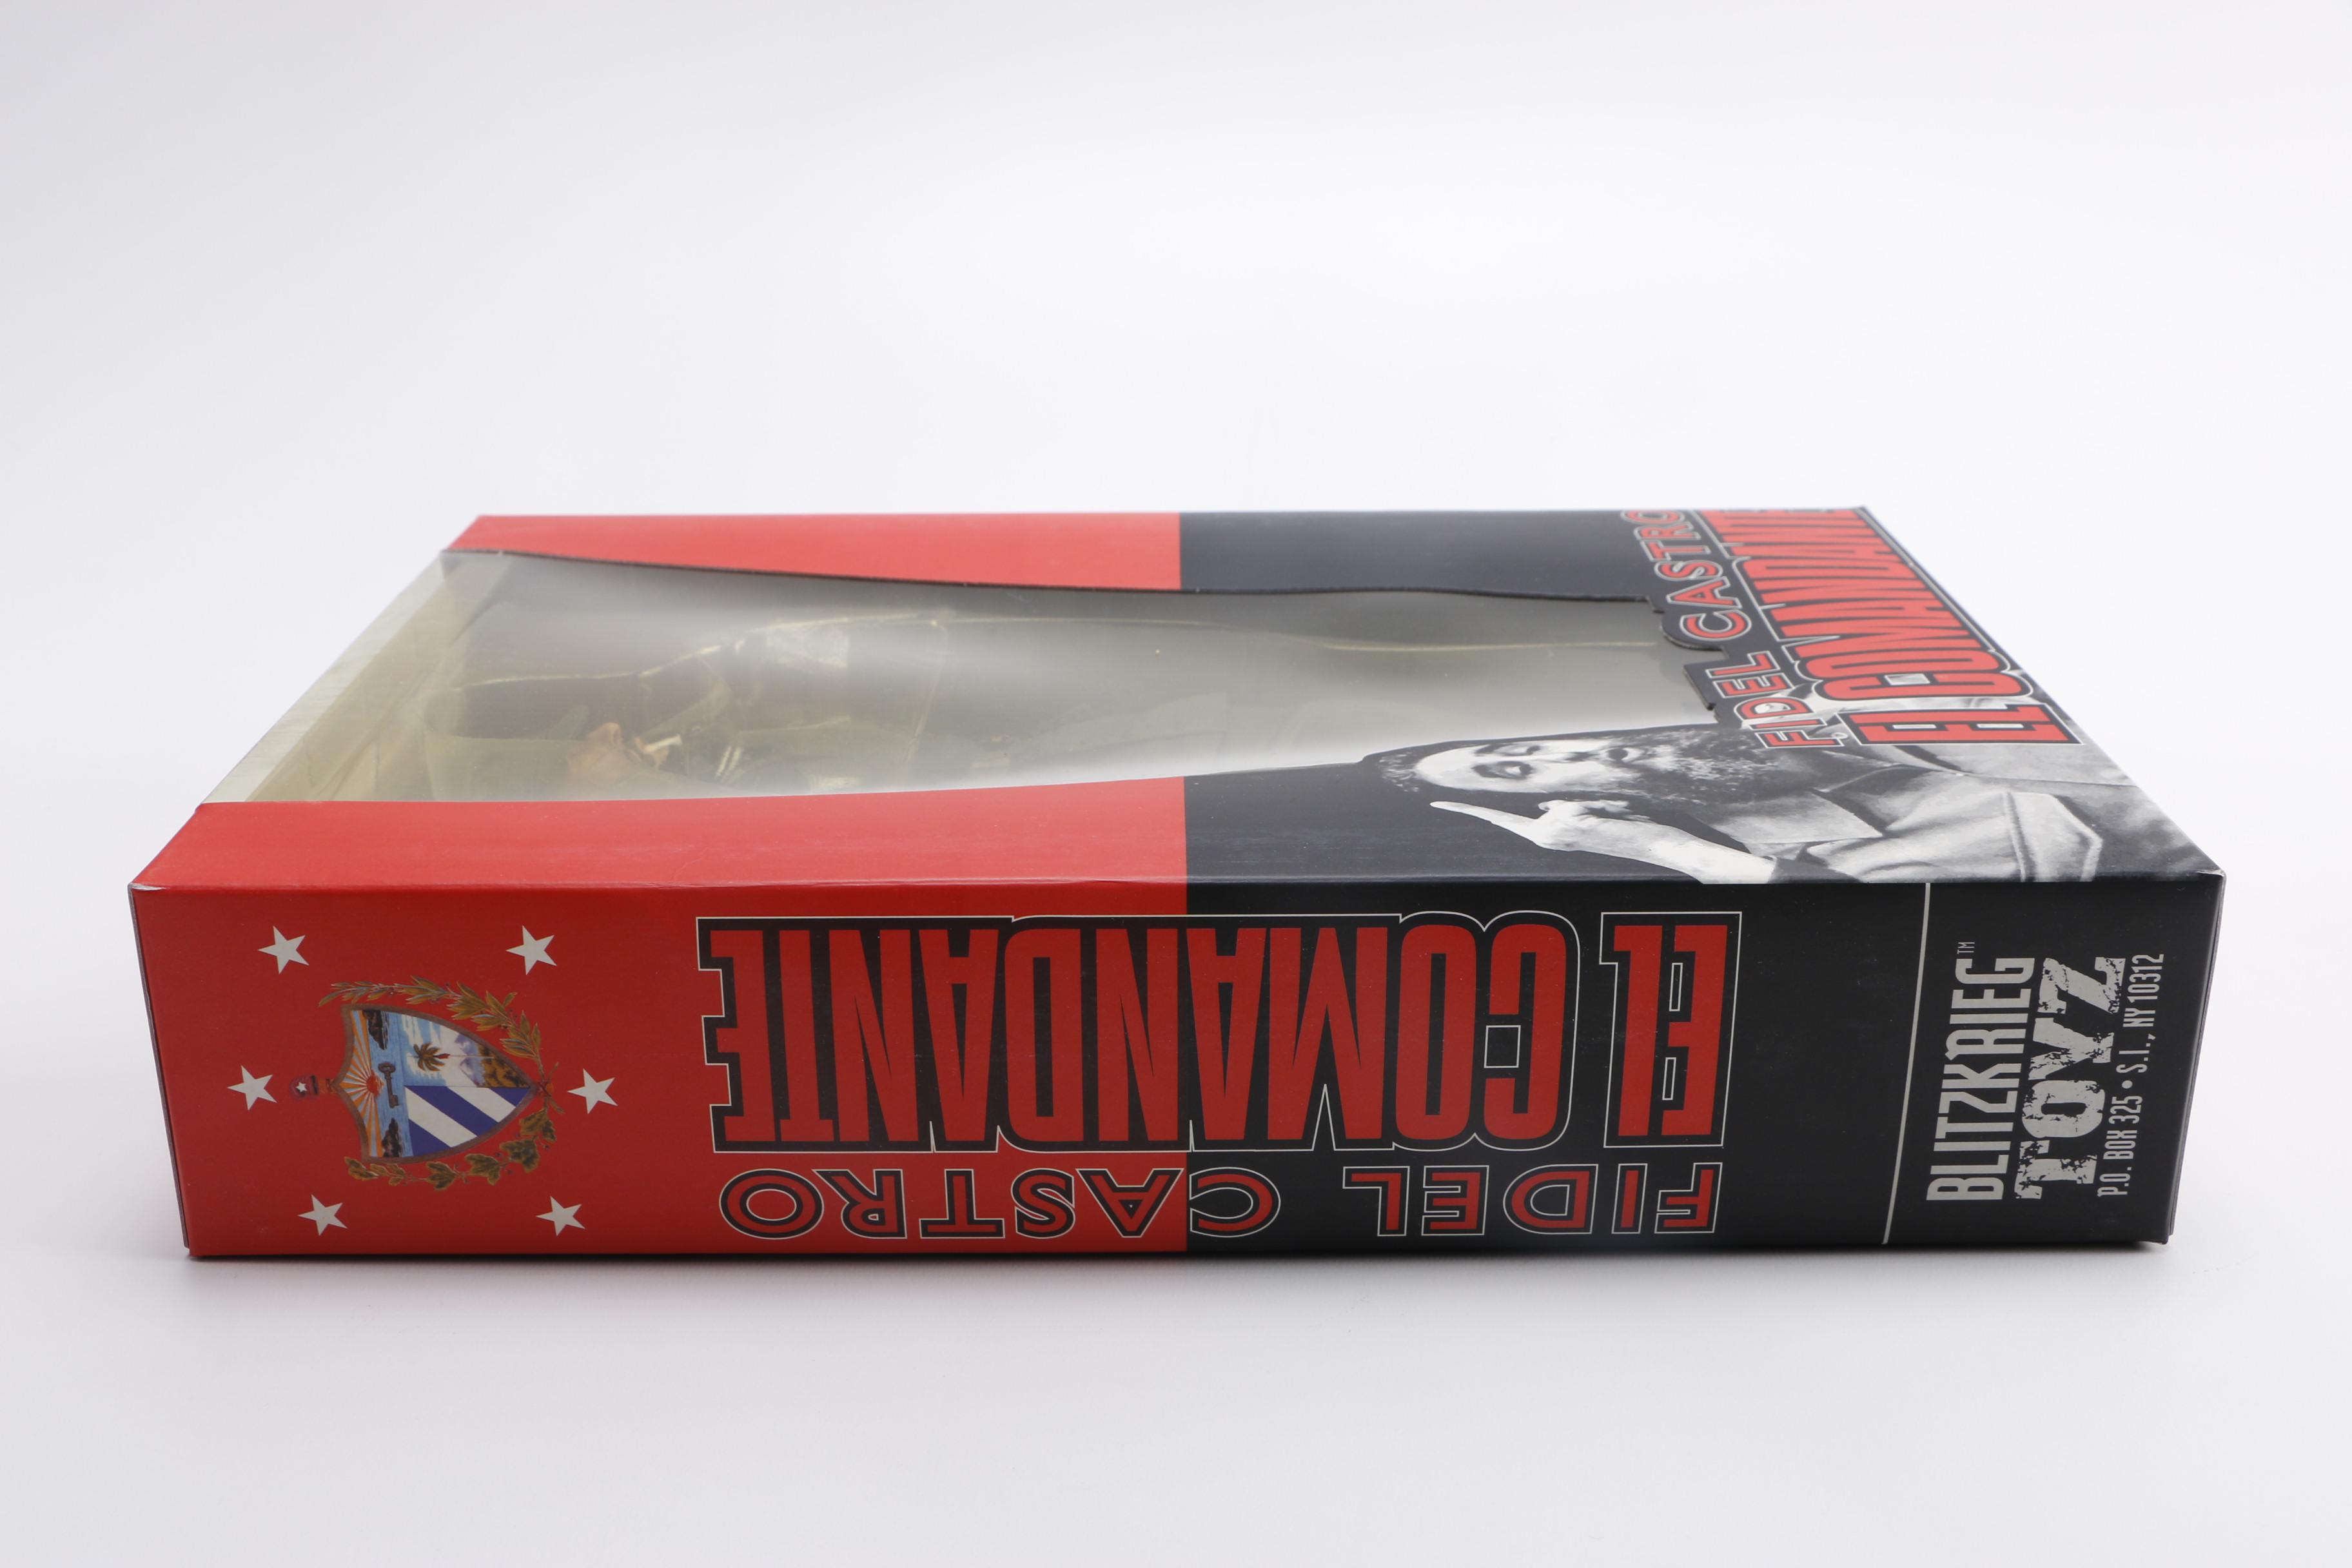 FIDEL CASTRO
EL COMANDANTE
FIDEL CASTRO
EL COMANDANTE
BLITZKRIEG™
TOYZ
P.O. BOX 325 • S.I., NY 10312